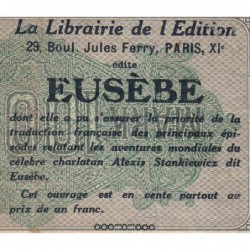 La Librairie de l'Edition
29, Boul. Jules Ferry, PARIS, XIe
edite
EUSÈBE
dont elle a pu s'assurer la priorité de la
traduction française des principaux épi-
sodes relatant les aventures mondiales du
célèbre charlatan Alexis Stankiewicz dit
Eusèbe.
Cet ouvrage est en vente partout au
prix de un franc.